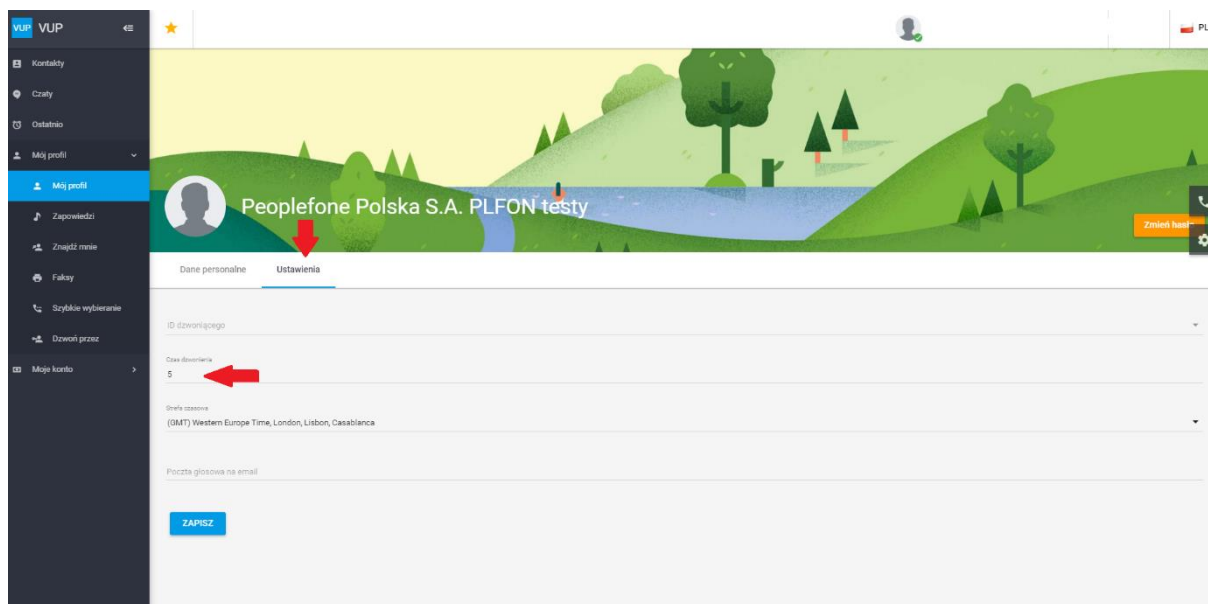 VUP VUP
PL
Kontakty
Czaty
Ostatnio
Mój profil
Mój profil
Zapowiedzi
Znajdź mnie
Faksy
Szybkie wybieranie
Dzwoń przez
Moje konto
Peoplefone Polska S.A. PLFON testy
Zmień hasło
Dane personalne Ustawienia
ID dzwoniącego
Czas dzwonienia
5
Strefa czasowa
(GMT) Western Europe Time, London, Lisbon, Casablanca
Poczta głosowa na email
ZAPISZ